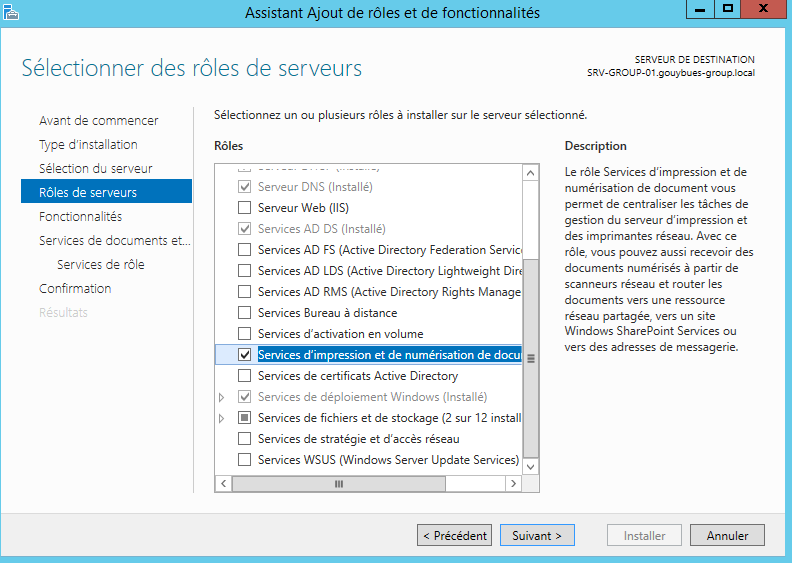 Assistant Ajout de rôles et de fonctionnalités
Sélectionner des rôles de serveurs
SERVEUR DE DESTINATION
SRV-GROUP-01.gouybues-group.local
Avant de commencer
Type d'installation
Sélection du serveur
Rôles de serveurs
Fonctionnalités
Services de documents et...
Services de rôle
Confirmation
Résultats
Sélectionnez un ou plusieurs rôles à installer sur le serveur sélectionné.
Rôles
Serveur DNS (Installé)
Serveur Web (IIS)
Services AD DS (Installé)
Services AD FS (Active Directory Federation Service
Services AD LDS (Active Directory Lightweight Dire
Services AD RMS (Active Directory Rights Manage
Services Bureau à distance
Services d'activation en volume
Services d'impression et de numérisation de docu
Services de certificats Active Directory
Services de déploiement Windows (Installé)
Services de fichiers et de stockage (2 sur 12 install
Services de stratégie et d'accès réseau
Services WSUS (Windows Server Update Services)
Description
Le rôle Services d'impression et de
numérisation de document vous
permet de centraliser les tâches de
gestion du serveur d'impression et
des imprimantes réseau. Avec ce
rôle, vous pouvez aussi recevoir des
documents numérisés à partir de
scanneurs réseau et router les
documents vers une ressource
réseau partagée, vers un site
Windows SharePoint Services ou
vers des adresses de messagerie.
< Précédent
Suivant >
Installer
Annuler